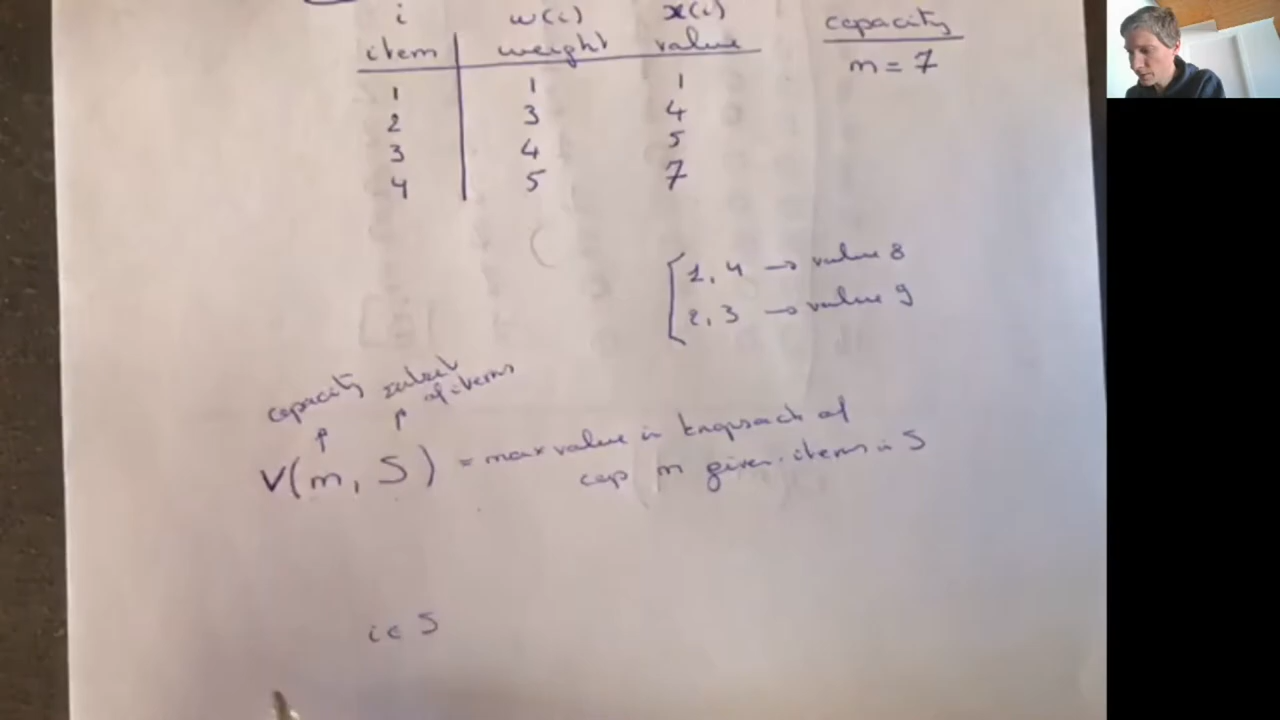 i w(i) x(i)
item weight value
1 1 1
2 3 4
3 4 5
4 5 7
capacity
m = 7
1, 4 → value 8
2, 3 → value 9
capacity subset
of items
V(m, S) = max value in knapsack of
cap m given items in S
i ∈ S